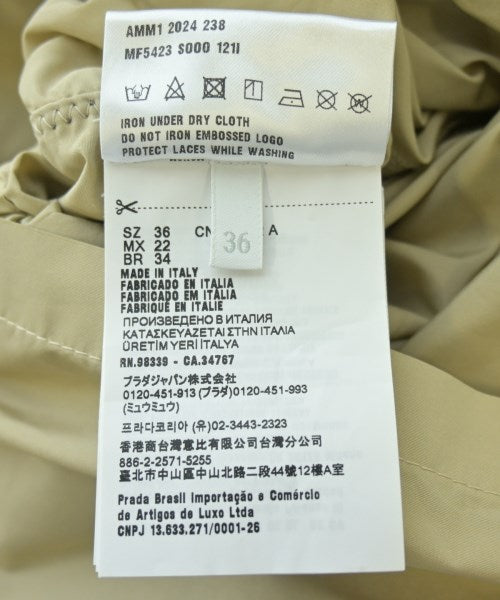 AMM1 2024 238
MF5423 S000 121I
IRON UNDER DRY CLOTH
DO NOT IRON EMBOSSED LOGO
PROTECT LACES WHILE WASHING
SZ 36 CN A
MX 22
BR 34
36
MADE IN ITALY
FABRICADO EN ITALIA
FABRICADO EM ITÁLIA
FABRIQUÉ EN ITALIE
ПРОИЗВЕДЕНО В ИТАЛИЯ
ΚΑΤΑΣΚΕΥΑΖΕΤΑΙ ΣΤΗΝ ΙΤΑΛΙΑ
ÜRETİM YERİ İTALYA
RN.98339 - CA.34767
プラダジャパン株式会社
0120-451-913 (プラダ) 0120-451-993
(ミュウミュウ)
프라다코리아 (유)02-3443-2323
香港商台灣意比有限公司台灣分公司
886-2-2571-5255
臺北市中山區中山北路二段44號12樓A室
Prada Brasil Importação e Comércio
de Artigos de Luxo Ltda
CNPJ 13.633.271/0001-26